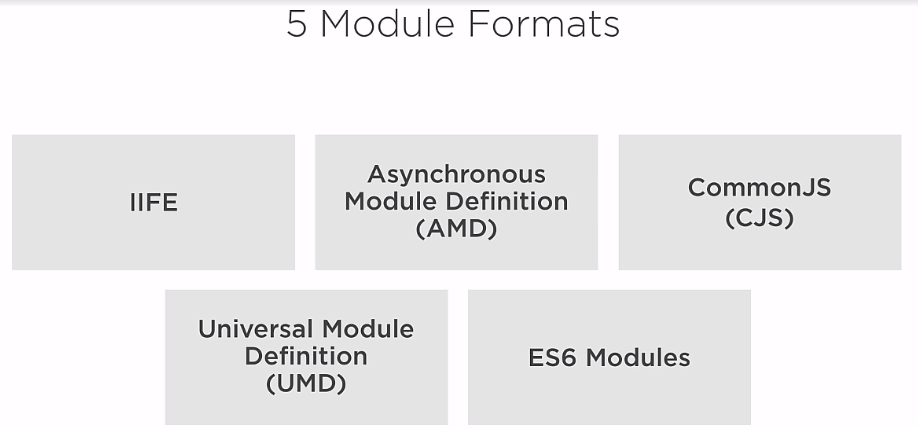 5 Module Formats
IIFE
Asynchronous
Module Definition
(AMD)
CommonJS
(CJS)
Universal Module
Definition
(UMD)
ES6 Modules